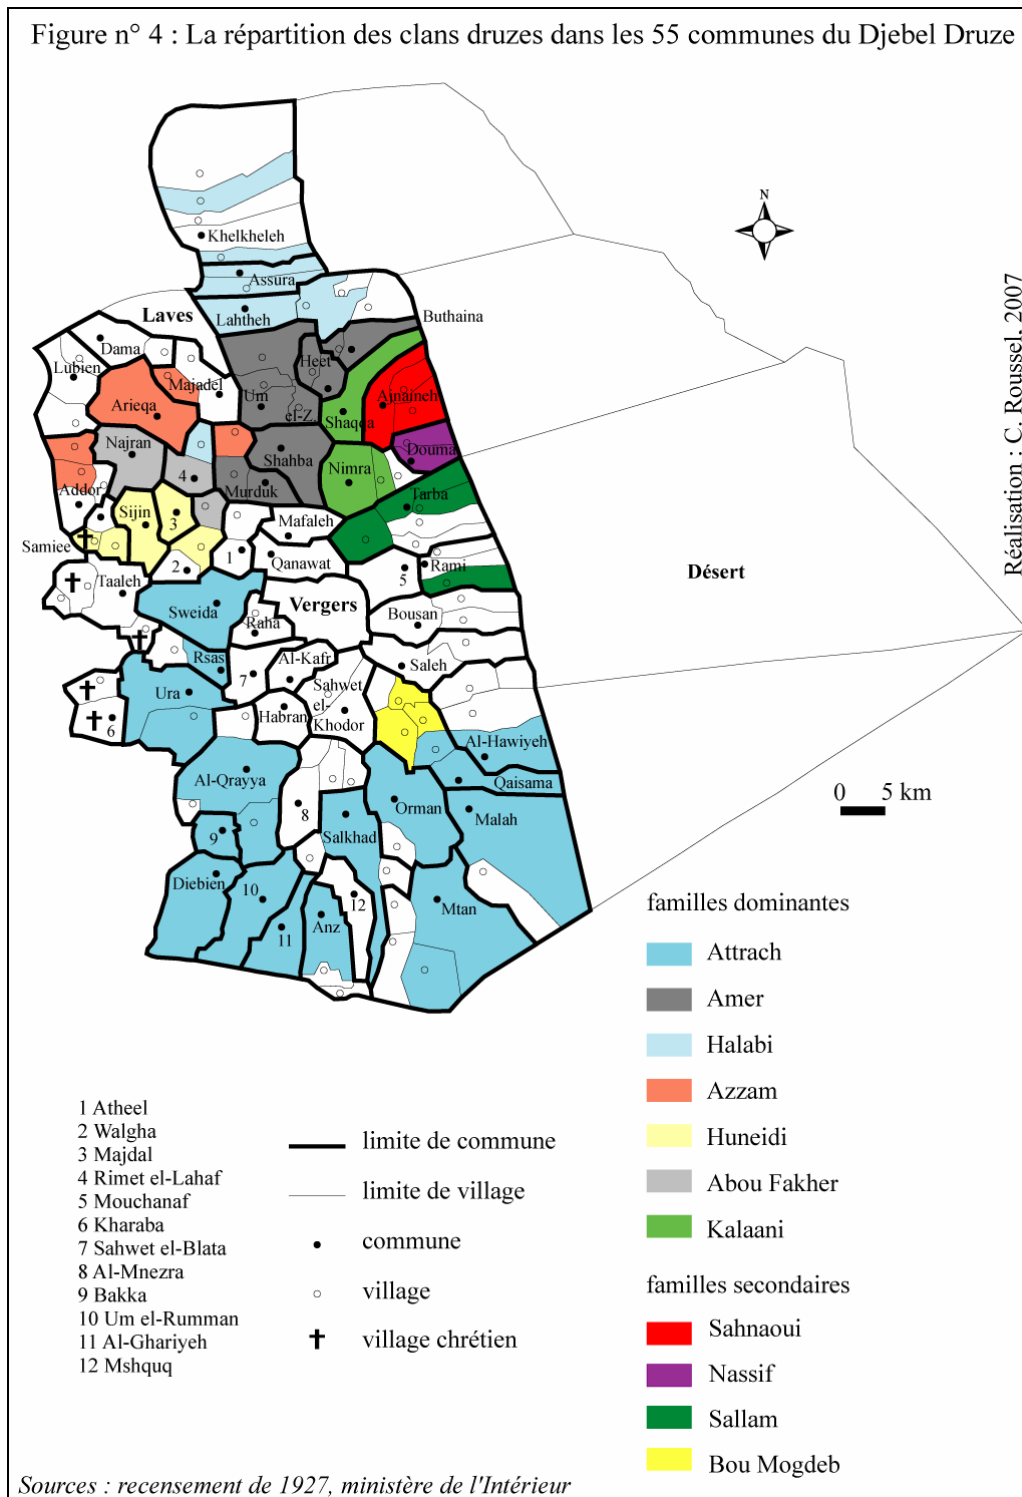 Figure n° 4 : La répartition des clans druzes dans les 55 communes du Djebel Druze
N
Khelkheleh
Assura
Laves
Lahtheh
Buthaina
Dama
Lubien
Heet
Majadel
Um
el-Z.
Arieqa
Shaqqa
Ajnaineh
Najran
Shahba
Douma
Nimra
4
Murduk
Addor
Tarba
Sijin
3
Mafaleh
Samiee
1
Qanawat
2
5
Rami
Désert
Taaleh
Sweida
Vergers
Raha
Bousan
Rsas
Al-Kafr
Saleh
7
Ura
Sahwet
el-
Khodor
Habran
6
Al-Hawiyeh
Al-Qrayya
Qaisama
0 5 km
Orman
Malah
8
Salkhad
9
Diebien
10
12
Mtan
Anz
11
Réalisation : C. Roussel, 2007
familles dominantes
Attrach
Amer
Halabi
Azzam
Huneidi
Abou Fakher
Kalaani
familles secondaires
Sahnaoui
Nassif
Sallam
Bou Mogdeb
1 Atheel
2 Walgha
3 Majdal
4 Rimet el-Lahaf
5 Mouchanaf
6 Kharaba
7 Sahwet el-Blata
8 Al-Mnezra
9 Bakka
10 Um el-Rumman
11 Al-Ghariyeh
12 Mshquq
limite de commune
limite de village
commune
village
village chrétien
Sources : recensement de 1927, ministère de l'Intérieur